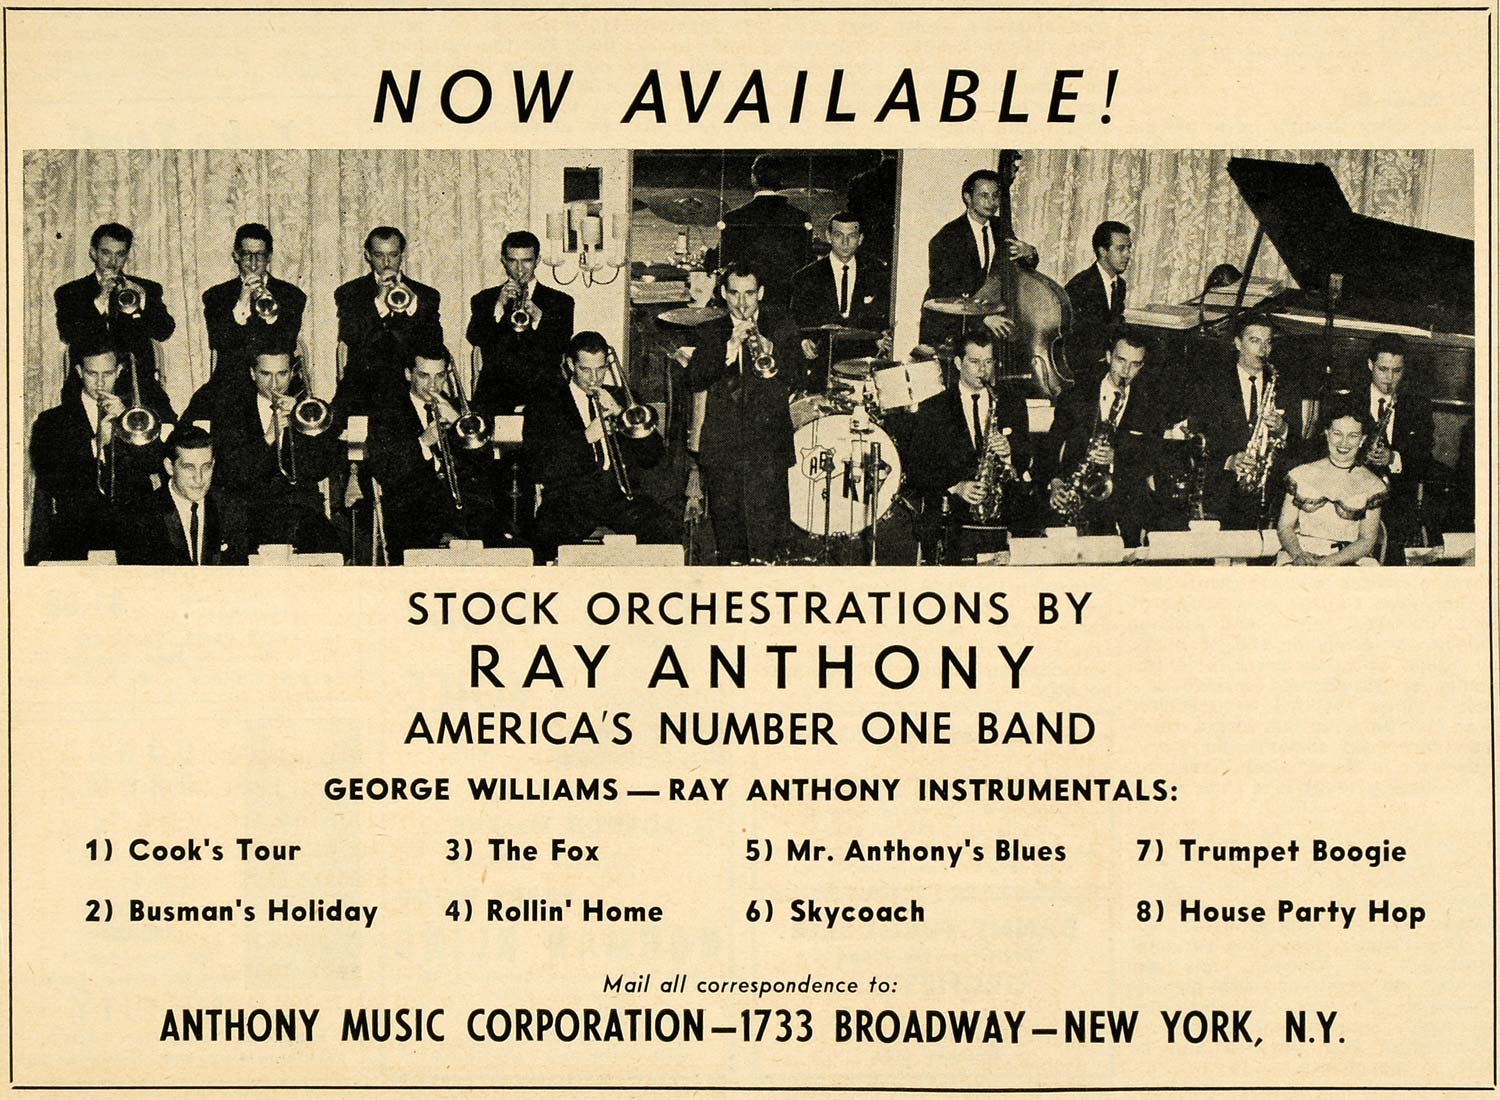 NOW AVAILABLE!
STOCK ORCHESTRATIONS BY
RAY ANTHONY
AMERICA'S NUMBER ONE BAND
GEORGE WILLIAMS — RAY ANTHONY INSTRUMENTALS:
1) Cook's Tour 3) The Fox 5) Mr. Anthony's Blues 7) Trumpet Boogie
2) Busman's Holiday 4) Rollin' Home 6) Skycoach 8) House Party Hop
Mail all correspondence to:
ANTHONY MUSIC CORPORATION—1733 BROADWAY—NEW YORK, N.Y.